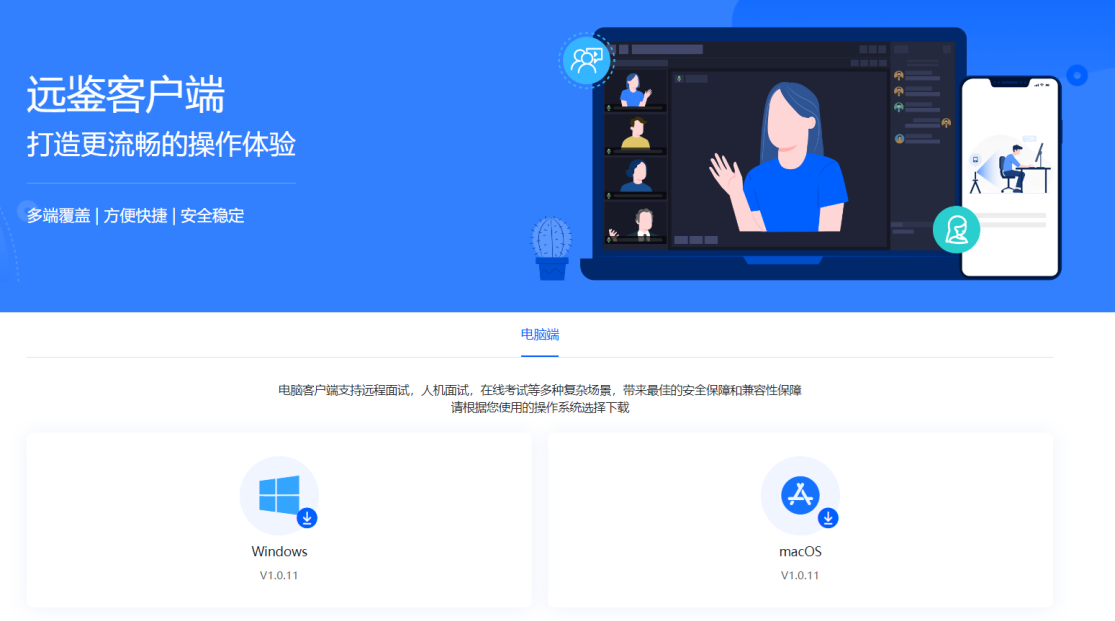 远鉴客户端
打造更流畅的操作体验
多端覆盖 | 方便快捷 | 安全稳定
电脑端
电脑客户端支持远程面试，人机面试，在线考试等多种复杂场景，带来最佳的安全保障和兼容性保障
请根据您使用的操作系统选择下载
Windows
V1.0.11
macOS
V1.0.11